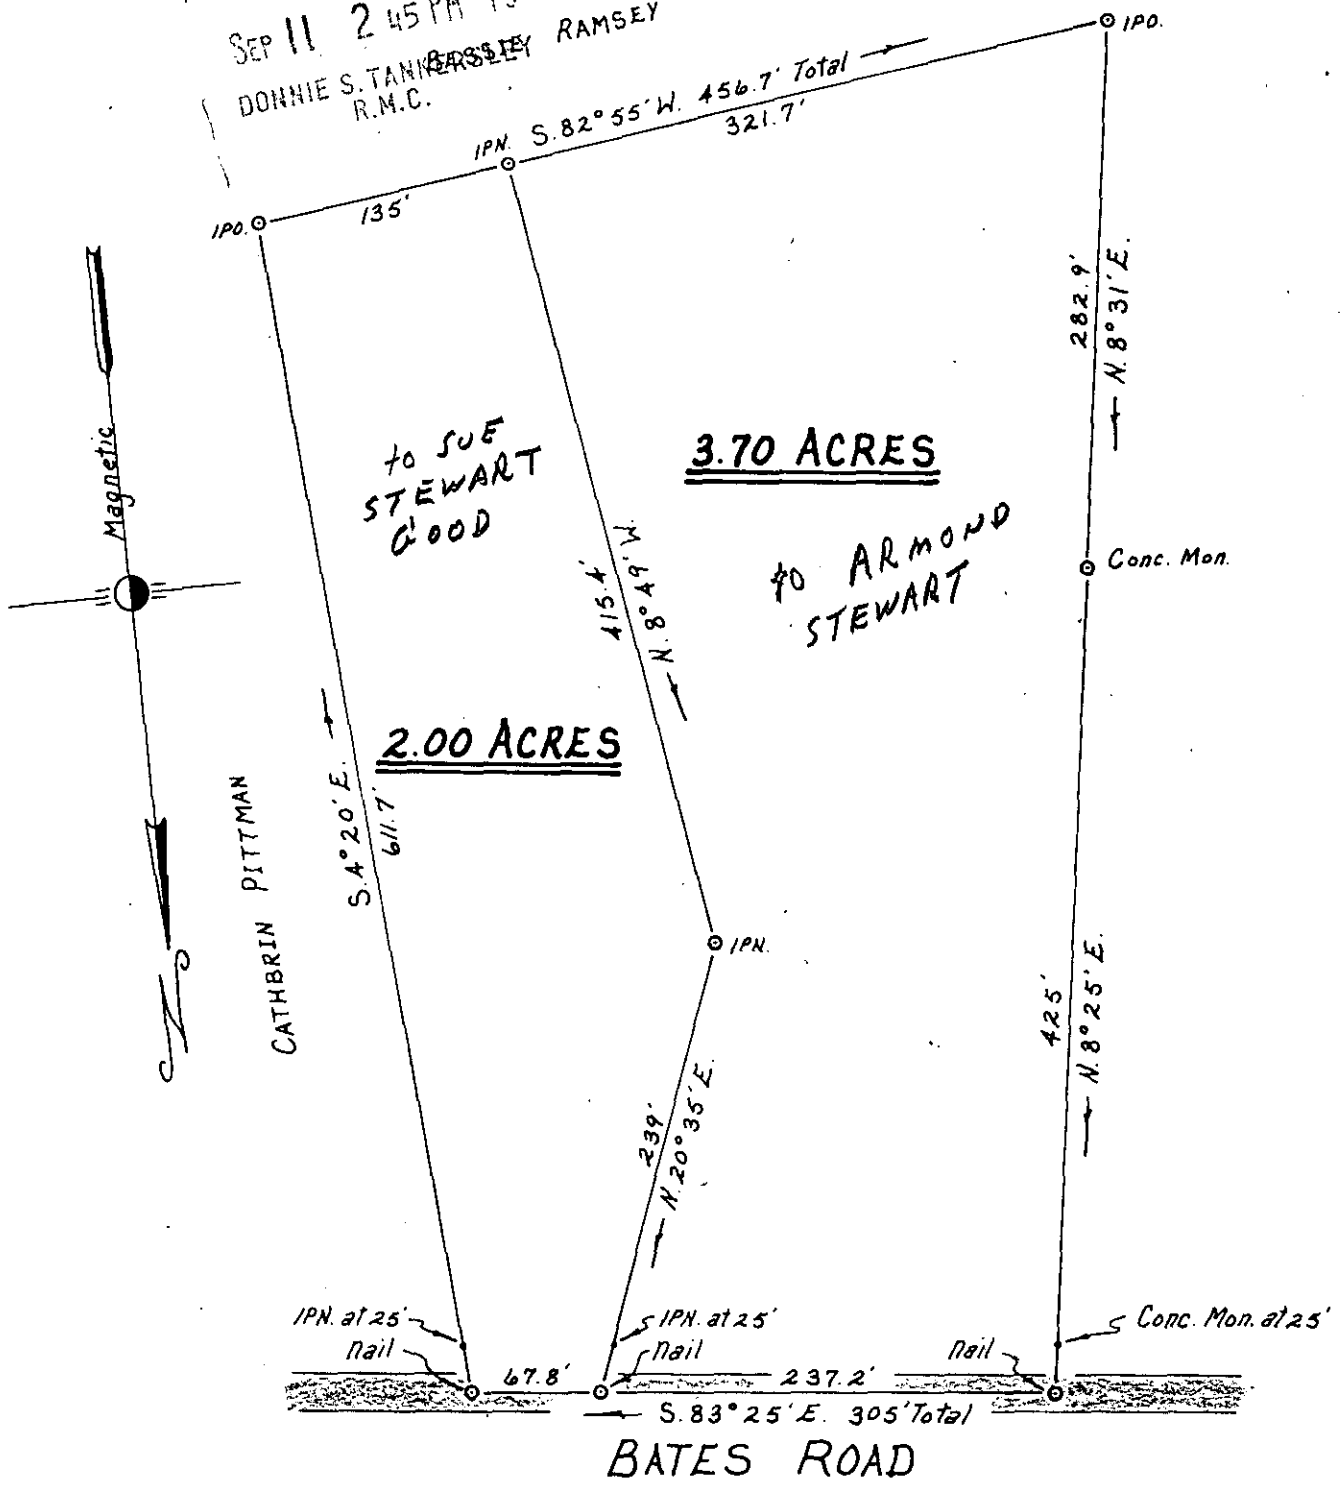 SEP 11 2 45 PM
DONNIE S. TANKERSLEY
R.M.C.
BESSIE RAMSEY
IPO.
IPN.
S. 82° 55' W. 456.7' Total
321.7'
IPO.
135'
282.9'
N. 8° 31' E.
Magnetic
to SUE
STEWART
GOOD
3.70 ACRES
415.4'
N. 8° 49' W.
to ARMOND
STEWART
Conc. Mon.
2.00 ACRES
S. 4° 20' E.
611.7'
CATHBRIN PITTMAN
N
IPN.
425'
N. 8° 25' E.
239'
N. 20° 35' E.
IPN. at 25'
nail
IPN. at 25'
nail
Conc. Mon. at 25'
nail
67.8'
237.2'
S. 83° 25' E. 305' Total
BATES ROAD